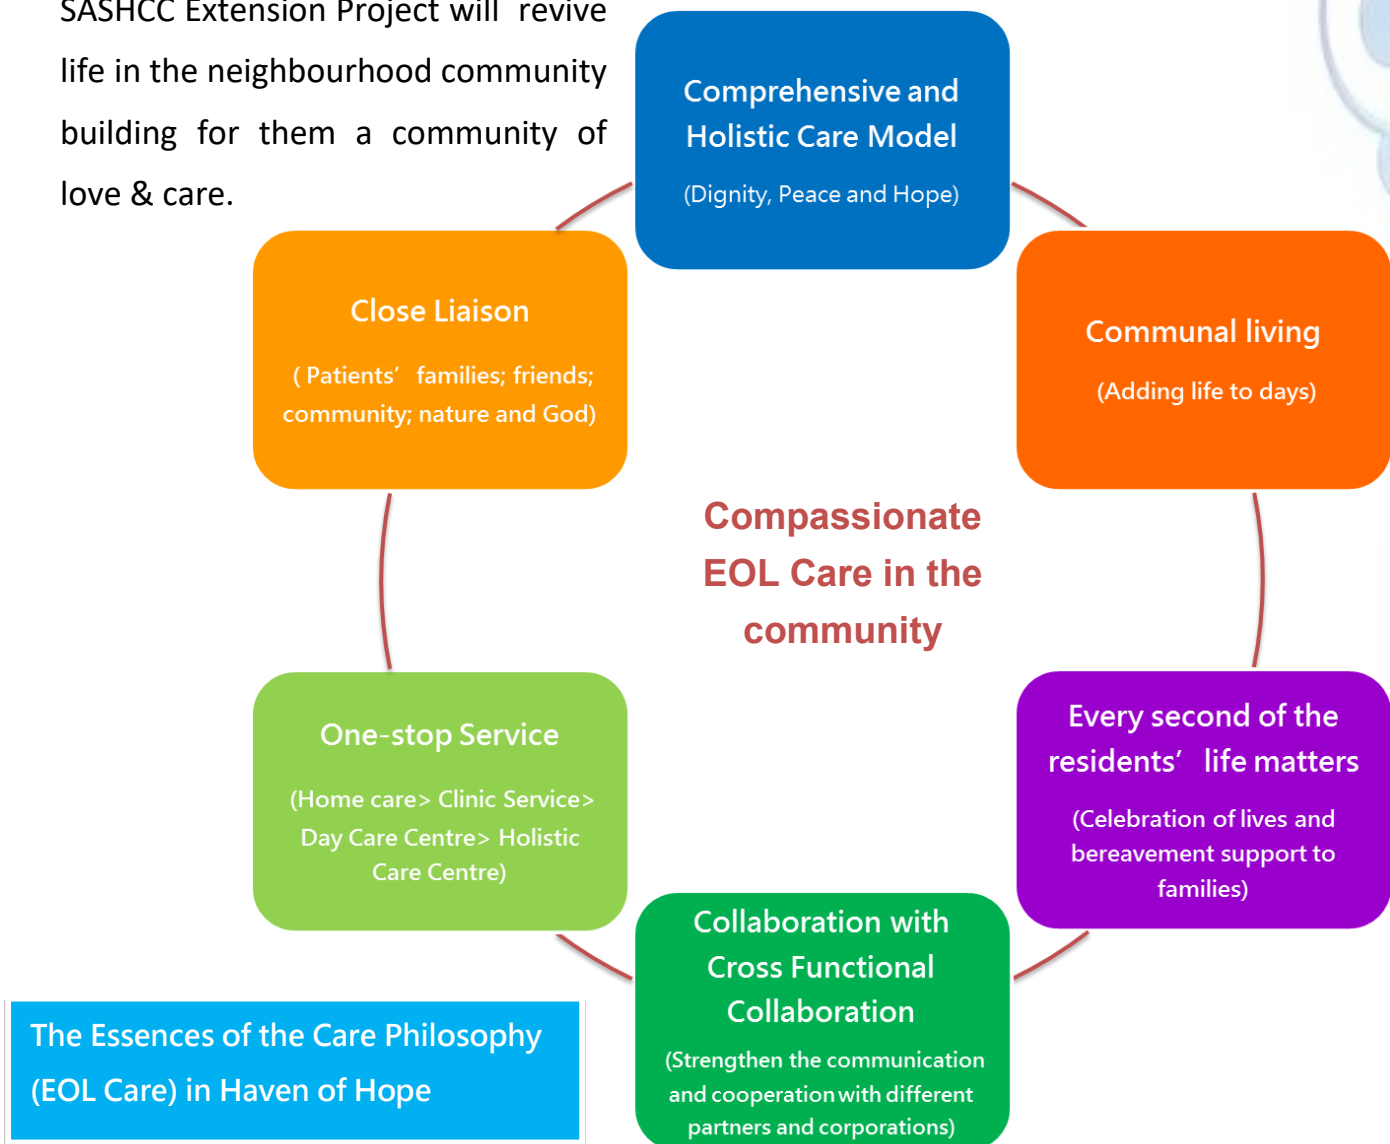 SASHCC Extension Project will revive
life in the neighbourhood community
building for them a community of
love & care.
Comprehensive and
Holistic Care Model
(Dignity, Peace and Hope)
Close Liaison
( Patients’ families; friends;
community; nature and God)
Communal living
(Adding life to days)
Compassionate
EOL Care in the
community
One-stop Service
(Home care> Clinic Service>
Day Care Centre> Holistic
Care Centre)
Every second of the
residents’ life matters
(Celebration of lives and
bereavement support to
families)
Collaboration with
Cross Functional
Collaboration
(Strengthen the communication
and cooperation with different
partners and corporations)
The Essences of the Care Philosophy
(EOL Care) in Haven of Hope